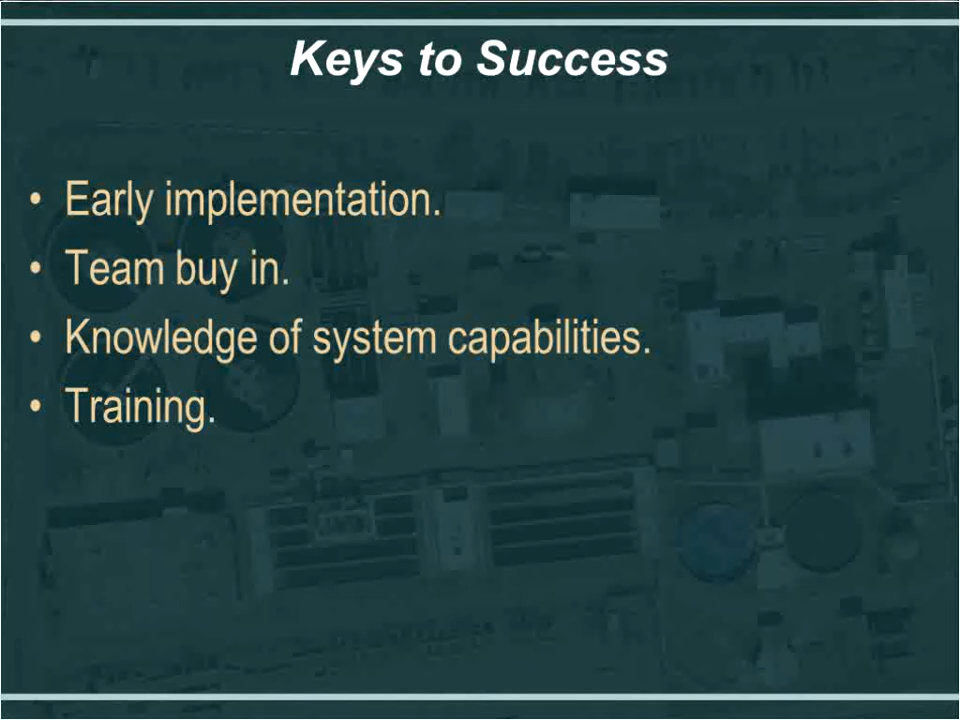 Keys to Success
• Early implementation.
• Team buy in.
• Knowledge of system capabilities.
• Training.